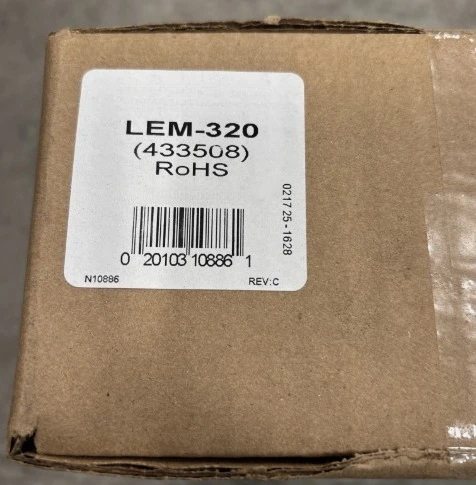 LEM-320
(433508)
RoHS
021725-1628
0 20103 10886 1
N10886
REV:C